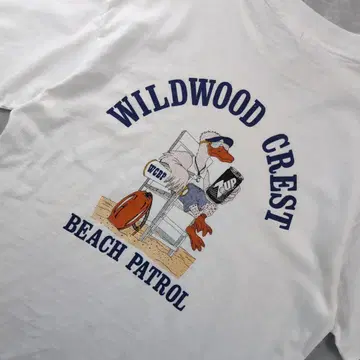 WILDWOOD CREST
WCBP
7UP
BEACH PATROL